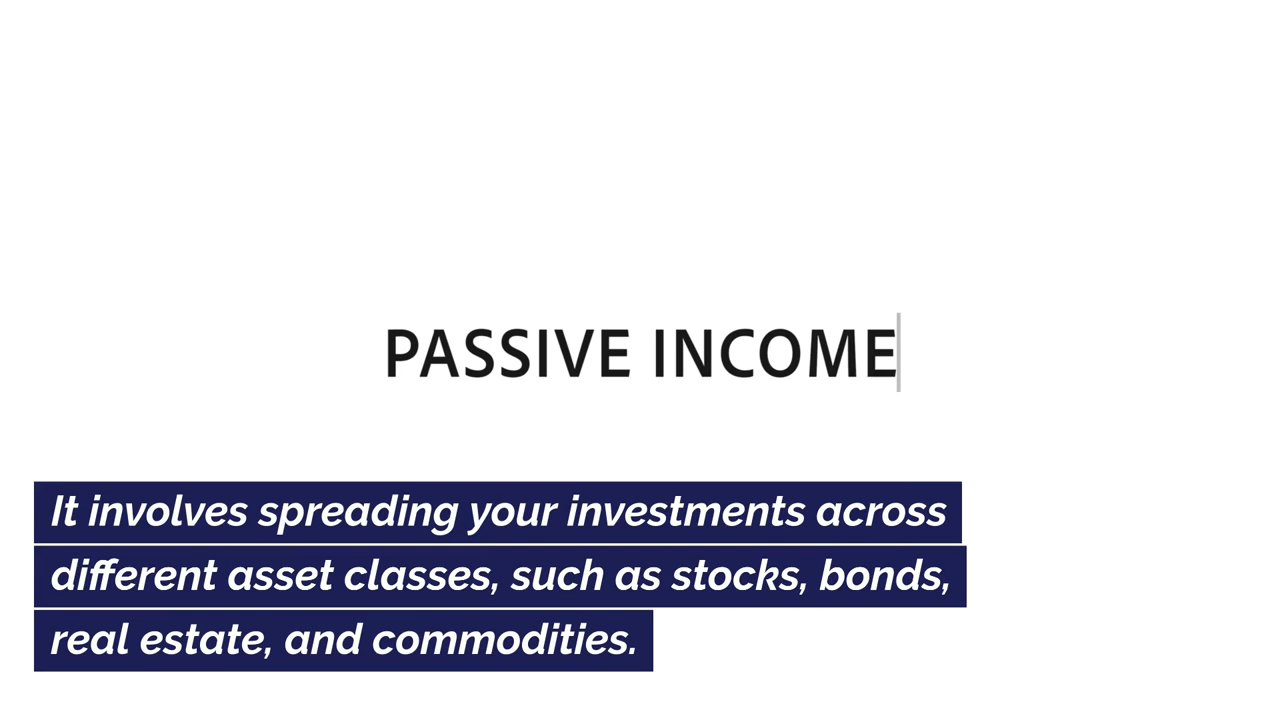 PASSIVE INCOME
It involves spreading your investments across
different asset classes, such as stocks, bonds,
real estate, and commodities.